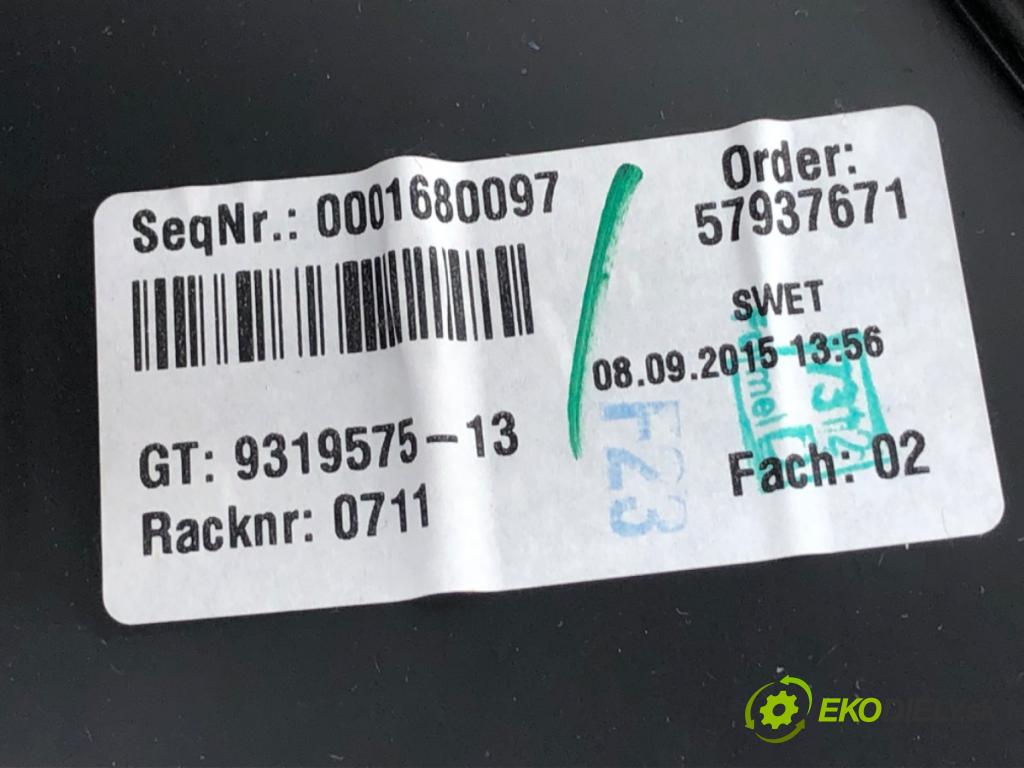 SeqNr.: 0001680097
Order:
57937671
SWET
08.09.2015 13:56
GT: 9319575-13
Racknr: 0711
Fach: 02
F23
EKODIELY.SK